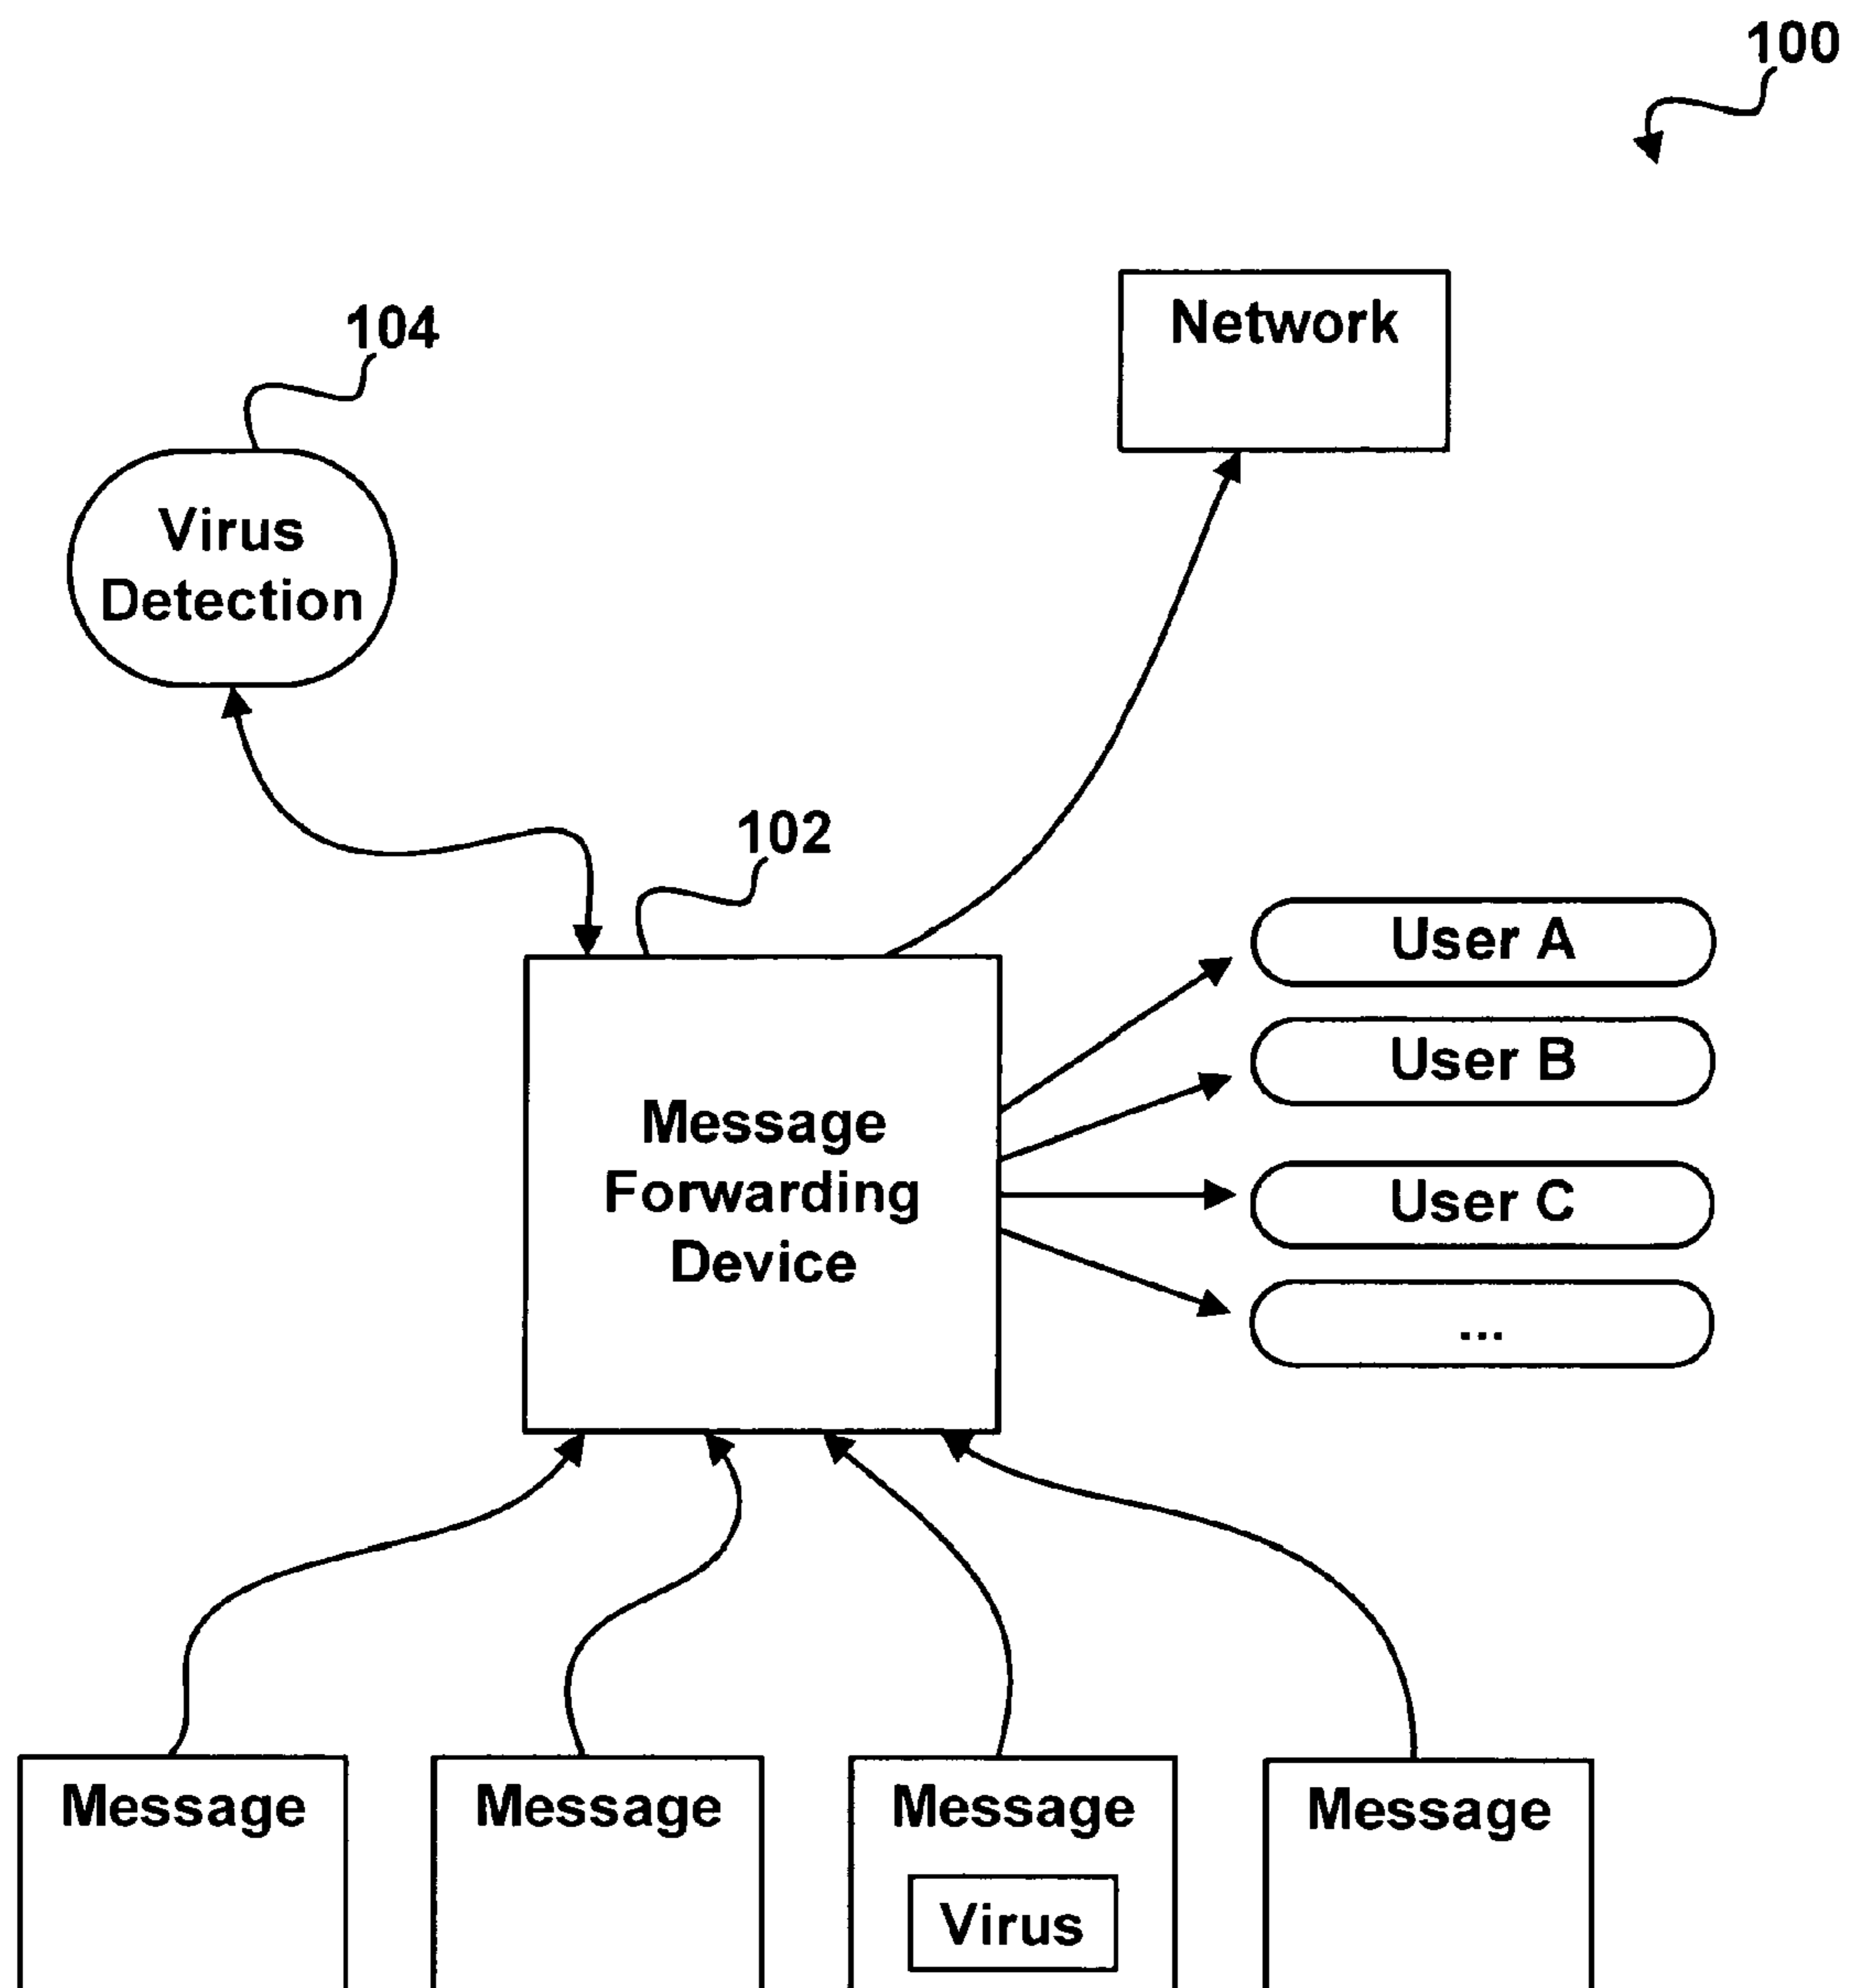 100
Network
104
Virus
Detection
102
User A
User B
User C
...
Message
Forwarding
Device
Message
Message
Message
Message
Virus